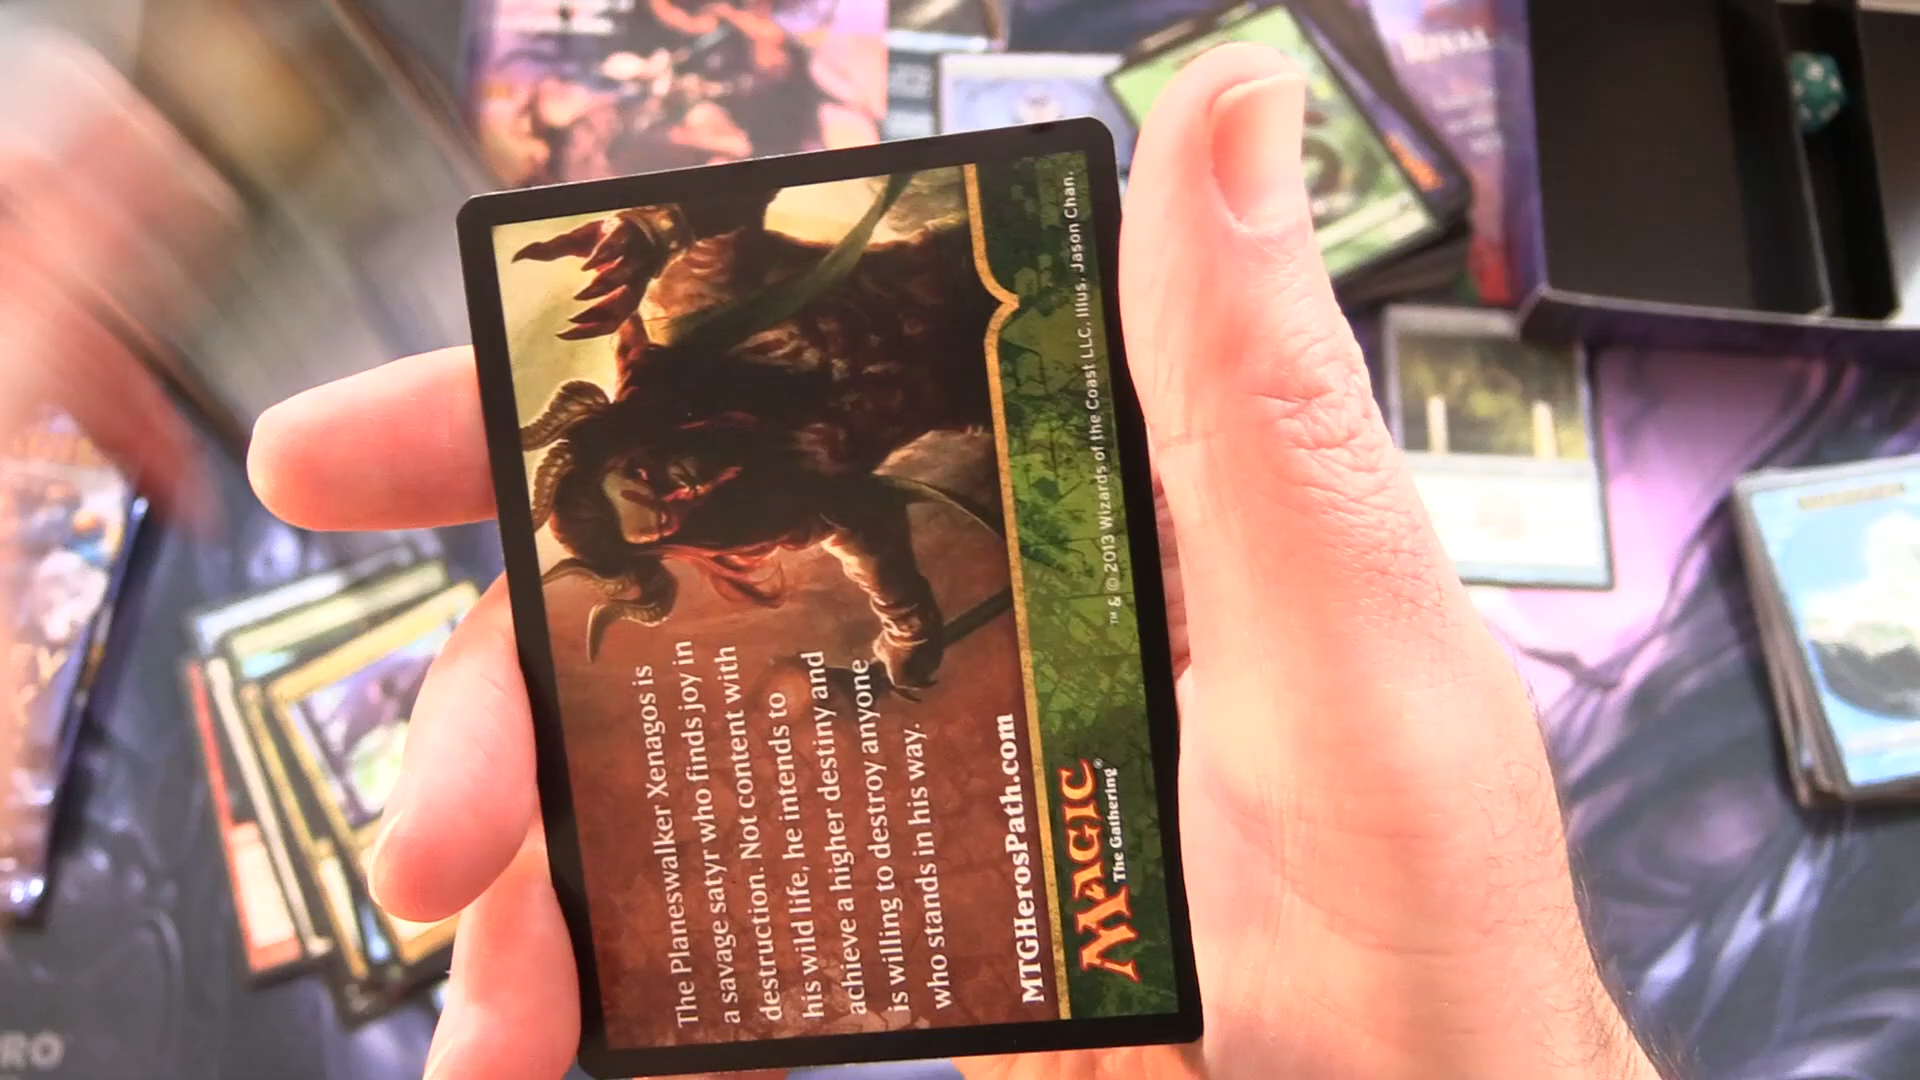 The Planeswalker Xenagos is
a savage satyr who finds joy in
destruction. Not content with
his wild life, he intends to
achieve a higher destiny and
is willing to destroy anyone
who stands in his way.
MTGHerosPath.com
MAGIC
The Gathering®
™ & © 2013 Wizards of the Coast LLC. Illus. Jason Chan.
RO